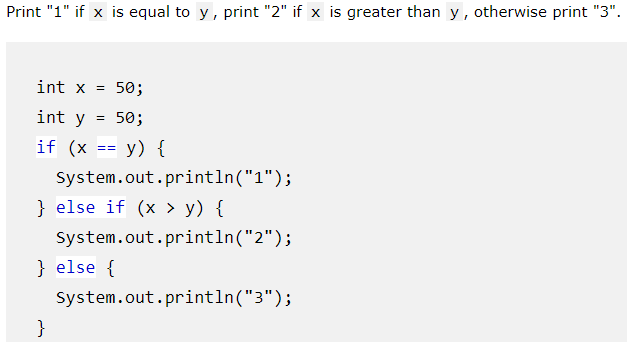 Print "1" if x is equal to y, print "2" if x is greater than y, otherwise print "3".
int x = 50;
int y = 50;
if (x == y) {
  System.out.println("1");
} else if (x > y) {
  System.out.println("2");
} else {
  System.out.println("3");
}